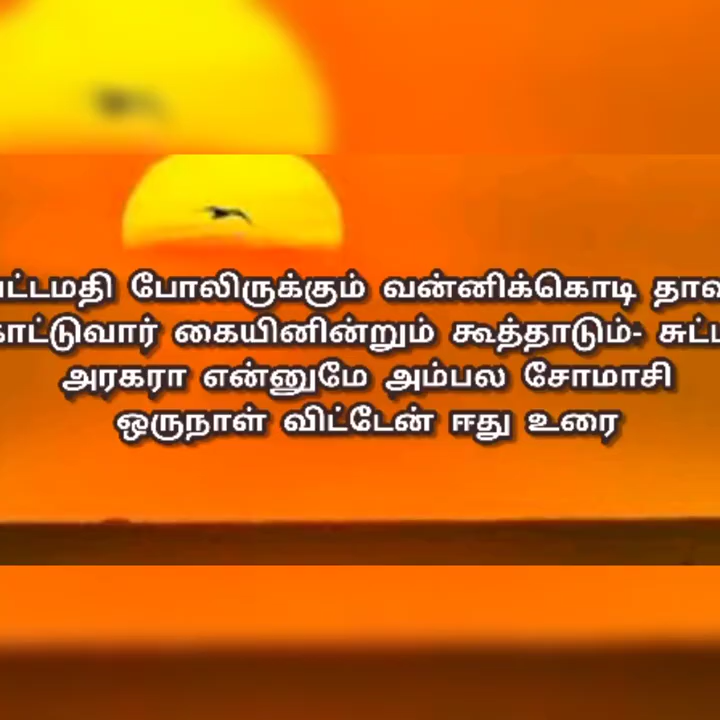 போலிருக்கும் வன்னிக்கொடி
கையினின்றும் கூத்தாடும்-
அரகரா என்னுமே அம்பல சோமாசி
ஒருநாள் விட்டேன் ஈது உரை